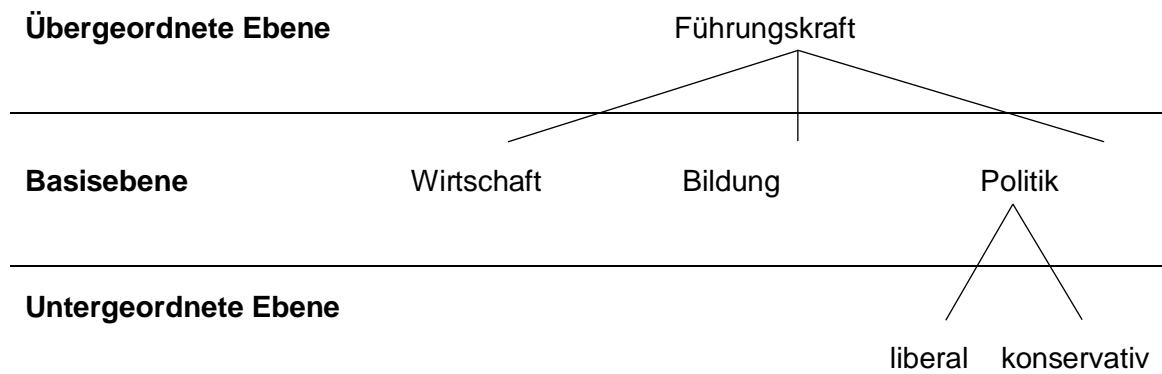 Übergeordnete Ebene Führungskraft
Basisebene Wirtschaft Bildung Politik
Untergeordnete Ebene
liberal konservativ